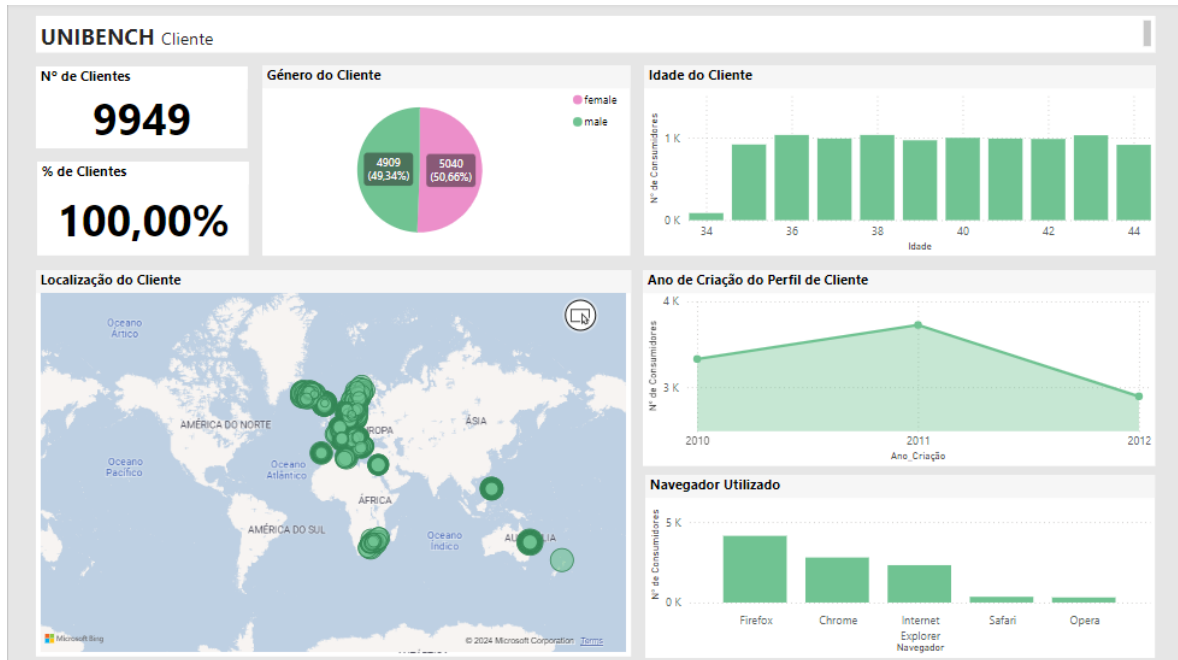 UNIBENCH Cliente
Nº de Clientes
9949
% de Clientes
100,00%
Género do Cliente
female
male
4909
(49,34%)
5040
(50,66%)
Idade do Cliente
Nº de Consumidores
1 K
0 K
34 36 38 40 42 44
Idade
Localização do Cliente
Oceano
Ártico
AMÉRICA DO NORTE
ÁSIA
Oceano
Pacífico
Oceano
Atlântico
ÁFRICA
AMÉRICA DO SUL
Oceano
Índico
Microsoft Bing
© 2024 Microsoft Corporation Terms
Ano de Criação do Perfil de Cliente
Nº de Consumidores
4 K
3 K
2010 2011 2012
Ano_Criação
Navegador Utilizado
Nº de Consumidores
5 K
0 K
Firefox Chrome Internet Safari Opera
Explorer
Navegador